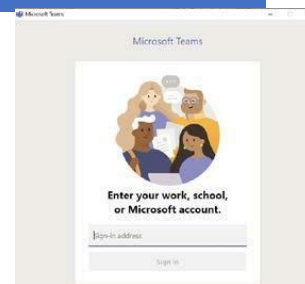 Microsoft Teams
Microsoft Teams
Enter your work, school,
or Microsoft account.
Sign-in address
Sign in